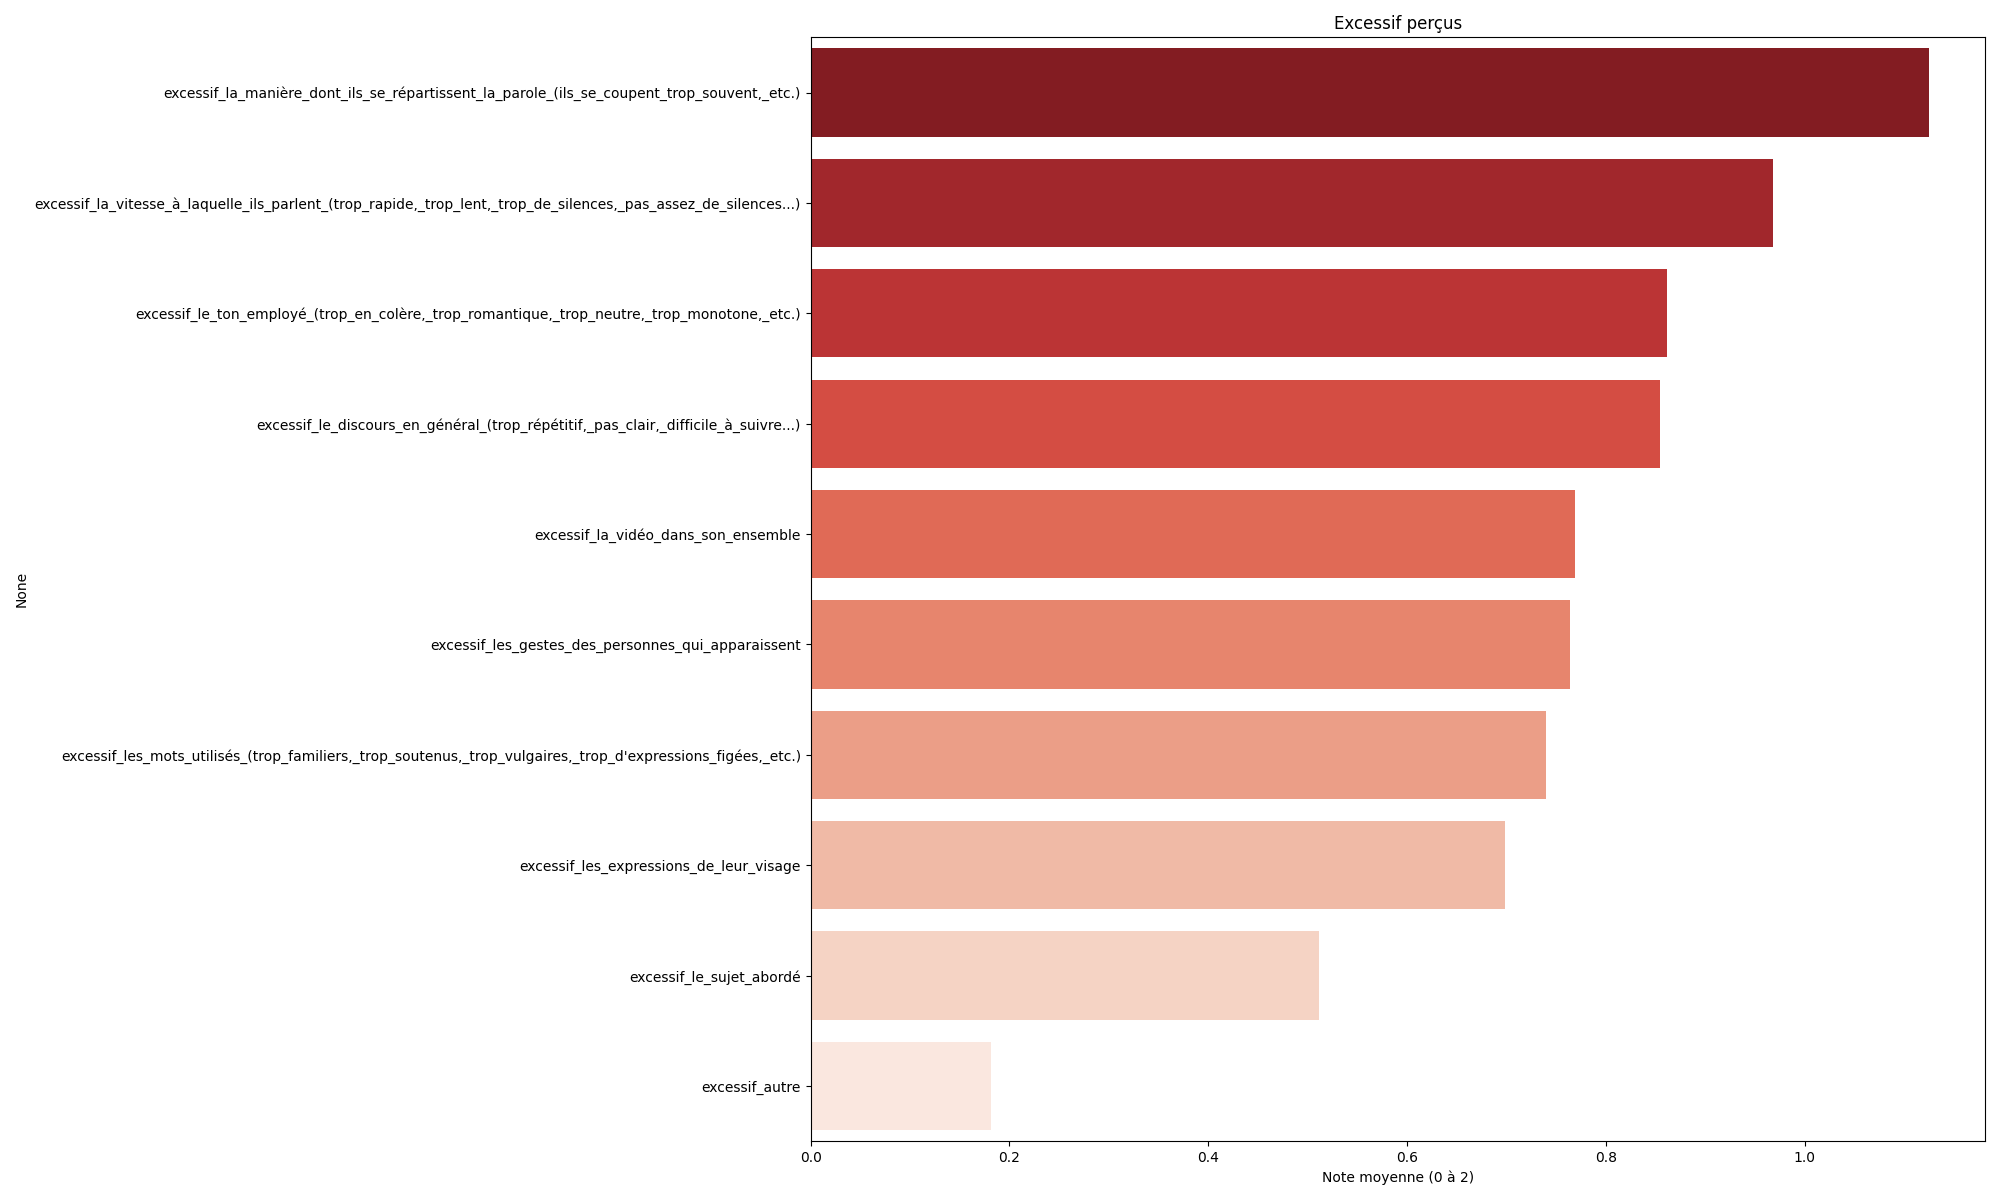 Excessif perçus
excessif_la_manière_dont_ils_se_répartissent_la_parole_(ils_se_coupent_trop_souvent,_etc.)
excessif_la_vitesse_à_laquelle_ils_parlent_(trop_rapide,_trop_lent,_trop_de_silences,_pas_assez_de_silences...)
excessif_le_ton_employé_(trop_en_colère,_trop_romantique,_trop_neutre,_trop_monotone,_etc.)
excessif_le_discours_en_général_(trop_répétitif,_pas_clair,_difficile_à_suivre...)
excessif_la_vidéo_dans_son_ensemble
None
excessif_les_gestes_des_personnes_qui_apparaissent
excessif_les_mots_utilisés_(trop_familiers,_trop_soutenus,_trop_vulgaires,_trop_d'expressions_figées,_etc.)
excessif_les_expressions_de_leur_visage
excessif_le_sujet_abordé
excessif_autre
0.0 0.2 0.4 0.6 0.8 1.0
Note moyenne (0 à 2)